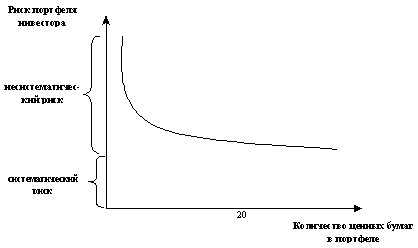 Риск портфеля
инвестора
несистематичес-
кий риск
систематический
риск
20
Количество ценных бумаг
в портфеле